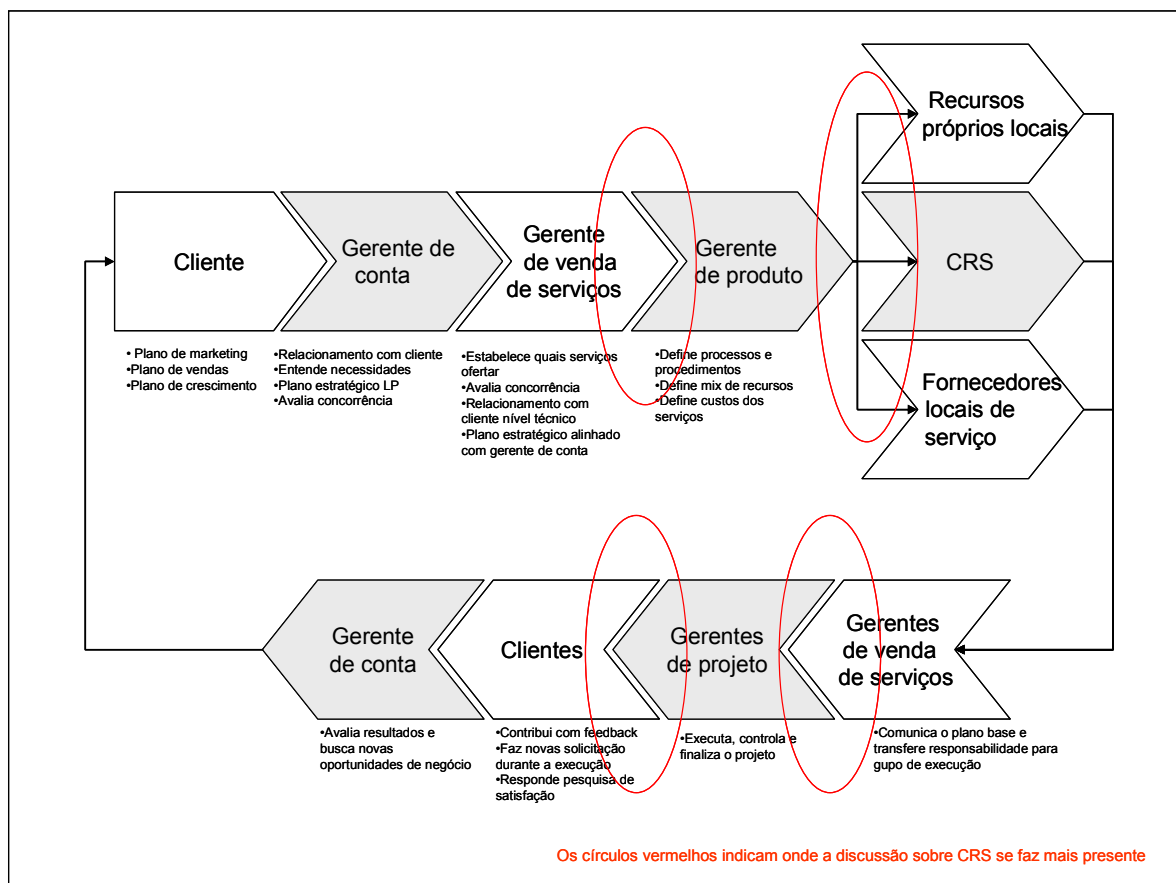 Recursos
próprios locais
Cliente
Gerente de
conta
Gerente
de venda
de serviços
Gerente
de produto
CRS
• Plano de marketing
•Plano de vendas
•Plano de crescimento
•Relacionamento com cliente
•Entende necessidades
•Plano estratégico LP
•Avalia concorrência
•Estabelece quais serviços
ofertar
•Avalia concorrência
•Relacionamento com
cliente nível técnico
•Plano estratégico alinhado
com gerente de conta
•Define processos e
procedimentos
•Define mix de recursos
•Define custos dos
serviços
Fornecedores
locais de
serviço
Gerente
de conta
Clientes
Gerentes
de projeto
Gerentes
de venda
de serviços
•Avalia resultados e
busca novas
oportunidades de negócio
•Contribui com feedback
•Faz novas solicitação
durante a execução
•Responde pesquisa de
satisfação
•Executa, controla e
finaliza o projeto
•Comunica o plano base e
transfere responsabilidade para
gupo de execução
Os círculos vermelhos indicam onde a discussão sobre CRS se faz mais presente